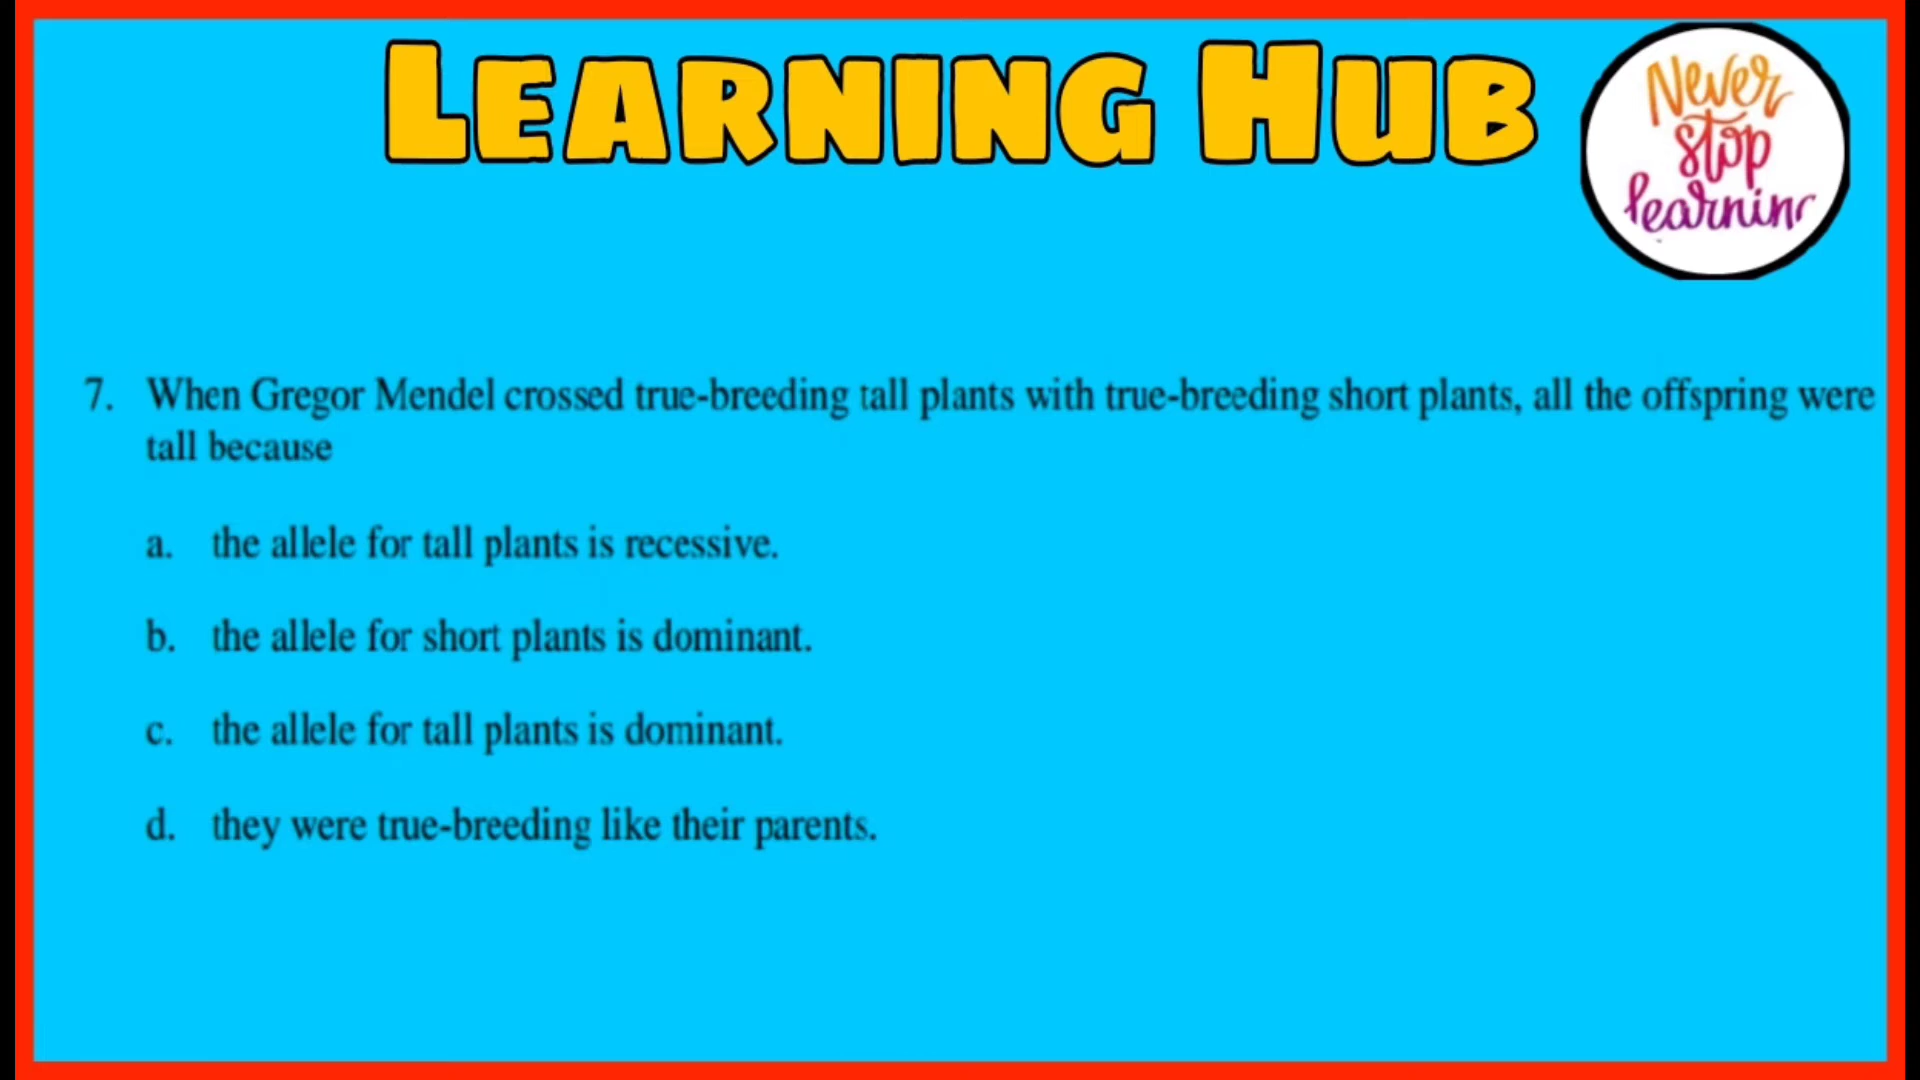 LEARNING HUB
Never
stop
learnin
7. When Gregor Mendel crossed true-breeding tall plants with true-breeding short plants, all the offspring were
tall because
a. the allele for tall plants is recessive.
b. the allele for short plants is dominant.
c. the allele for tall plants is dominant.
d. they were true-breeding like their parents.